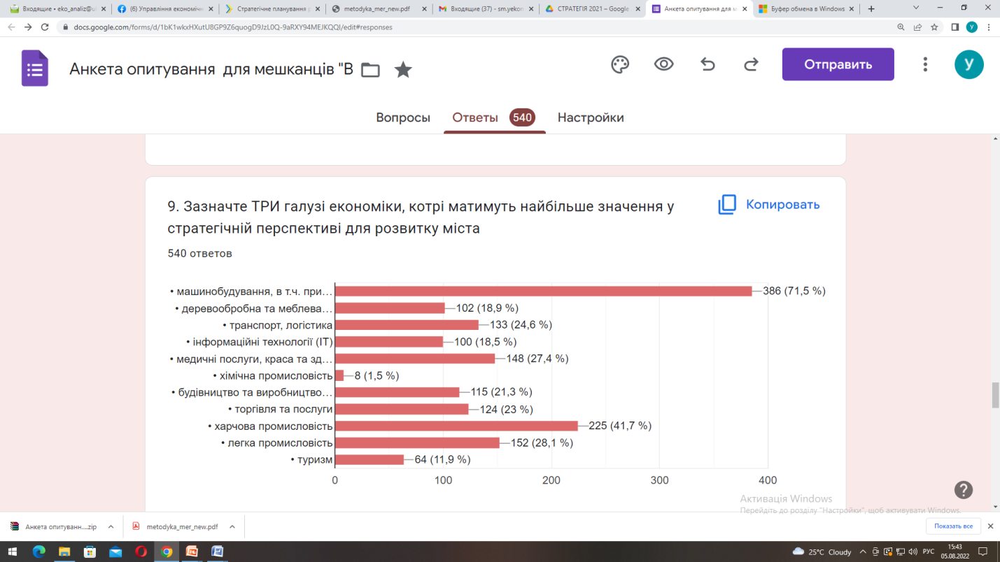 Входящие • eko_analiz@u
(6) Управління економічн
Стратегічне планування р
metodyka_mer_new.pdf
Входящие (37) - sm.yekon
СТРАТЕГІЯ 2021 – Google
Анкета опитування для м
Буфер обмена в Windows
docs.google.com/forms/d/1bK1wkxHXutU8GP9Z6quogD9JzL0Q-9aRXY94MEJKQQI/edit#responses
У
Анкета опитування для мешканців "В
Отправить
У
Вопросы
Ответы 540
Настройки
9. Зазначте ТРИ галузі економіки, котрі матимуть найбільше значення у
стратегічній перспективі для розвитку міста
Копировать
540 ответов
• машинобудування, в т.ч. при… 386 (71,5 %)
• деревообробна та меблева… 102 (18,9 %)
• транспорт, логістика 133 (24,6 %)
• інформаційні технології (ІТ) 100 (18,5 %)
• медичні послуги, краса та зд… 148 (27,4 %)
• хімічна промисловість 8 (1,5 %)
• будівництво та виробництво… 115 (21,3 %)
• торгівля та послуги 124 (23 %)
• харчова промисловість 225 (41,7 %)
• легка промисловість 152 (28,1 %)
• туризм 64 (11,9 %)
0 100 200 300 400
Активація Windows
Перейдіть до розділу "Настройки", щоб активувати Windows.
Анкета опитуванн....zip
metodyka_mer_new.pdf
Показать все
25°C Cloudy
РУС
15:43
05.08.2022